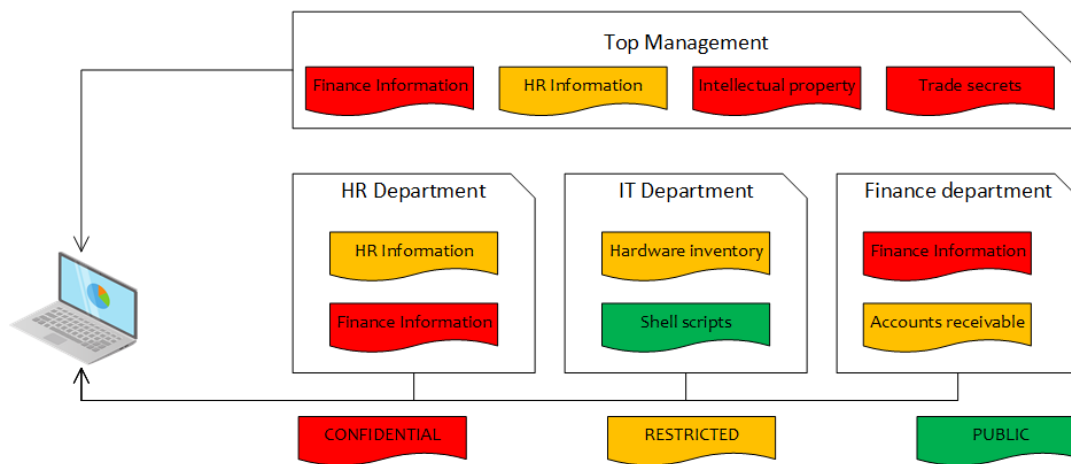 Top Management
Finance Information
HR Information
Intellectual property
Trade secrets
HR Department
HR Information
Finance Information
IT Department
Hardware inventory
Shell scripts
Finance department
Finance Information
Accounts receivable
CONFIDENTIAL
RESTRICTED
PUBLIC